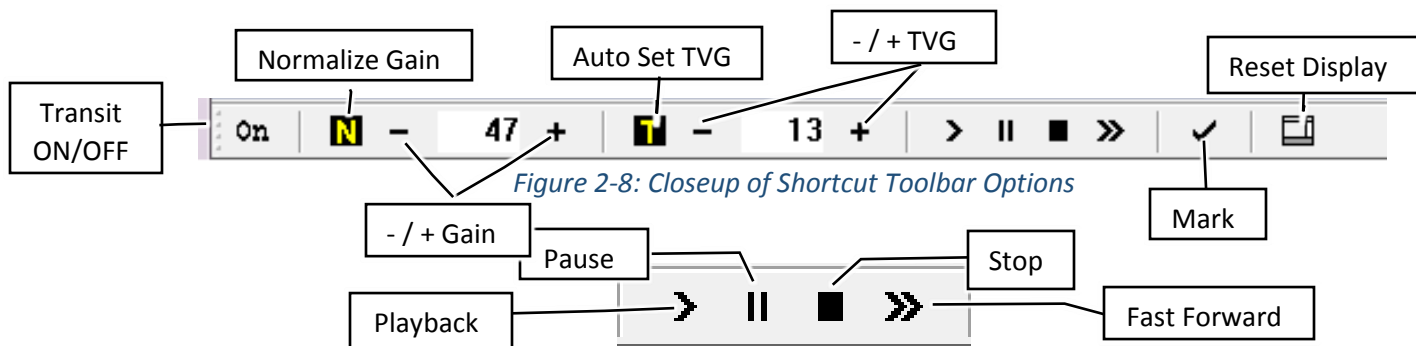 Normalize Gain
Auto Set TVG
- / + TVG
Reset Display
Transit
ON/OFF
On N - 47 + T - 13 +
Figure 2-8: Closeup of Shortcut Toolbar Options
- / + Gain
Mark
Pause
Stop
Playback
Fast Forward